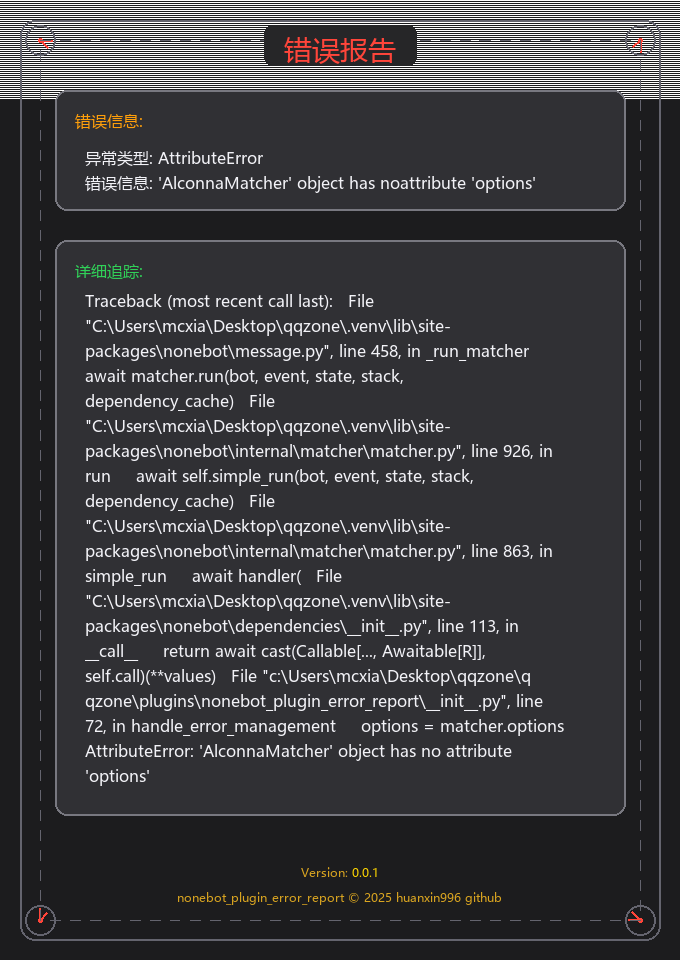 错误报告
错误信息:
异常类型: AttributeError
错误信息: 'AlconnaMatcher' object has noattribute 'options'
详细追踪:
Traceback (most recent call last):   File
"C:\Users\mcxia\Desktop\qqzone\.venv\lib\site-
packages\nonebot\message.py", line 458, in _run_matcher
await matcher.run(bot, event, state, stack,
dependency_cache)   File
"C:\Users\mcxia\Desktop\qqzone\.venv\lib\site-
packages\nonebot\internal\matcher\matcher.py", line 926, in
run     await self.simple_run(bot, event, state, stack,
dependency_cache)   File
"C:\Users\mcxia\Desktop\qqzone\.venv\lib\site-
packages\nonebot\internal\matcher\matcher.py", line 863, in
simple_run     await handler(   File
"C:\Users\mcxia\Desktop\qqzone\.venv\lib\site-
packages\nonebot\dependencies\__init__.py", line 113, in
__call__     return await cast(Callable[..., Awaitable[R]],
self.call)(**values)   File "c:\Users\mcxia\Desktop\qqzone\q
qzone\plugins\nonebot_plugin_error_report\__init__.py", line
72, in handle_error_management     options = matcher.options
AttributeError: 'AlconnaMatcher' object has no attribute
'options'
Version: 0.0.1
nonebot_plugin_error_report © 2025 huanxin996 github